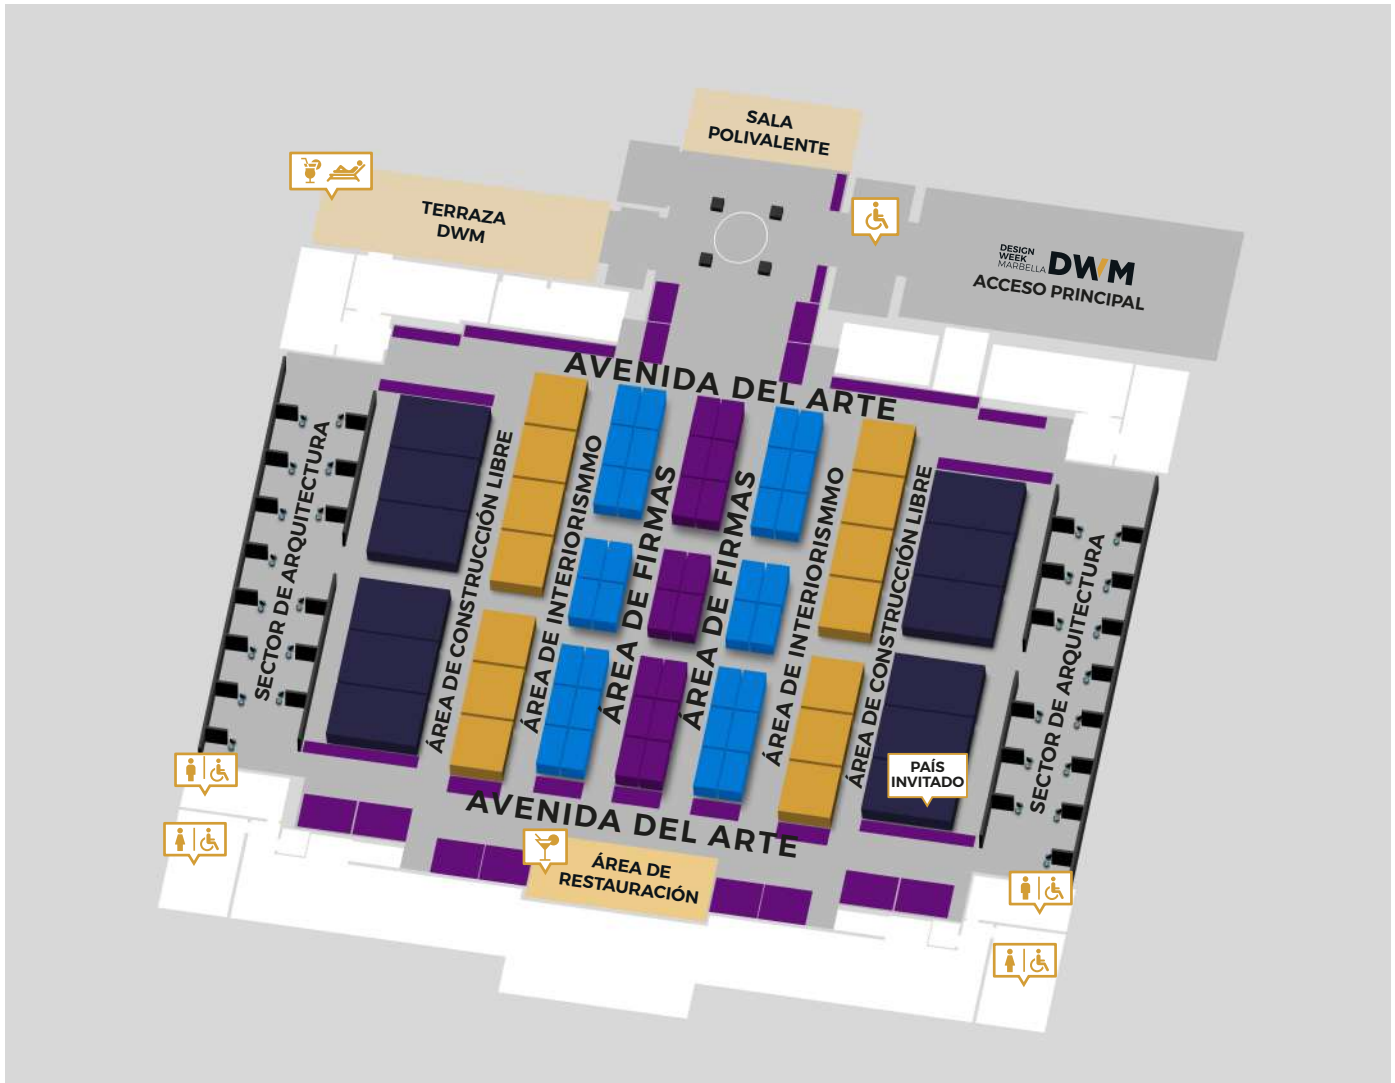 SALA
POLIVALENTE
TERRAZA
DWM
DESIGN
WEEK
MARBELLA
DWM
ACCESO PRINCIPAL
AVENIDA DEL ARTE
SECTOR DE ARQUITECTURA
ÁREA DE CONSTRUCCIÓN LIBRE
ÁREA DE INTERIORISMMO
ÁREA DE FIRMAS
ÁREA DE FIRMAS
ÁREA DE INTERIORISMMO
ÁREA DE CONSTRUCCIÓN LIBRE
SECTOR DE ARQUITECTURA
PAÍS
INVITADO
AVENIDA DEL ARTE
ÁREA DE
RESTAURACIÓN